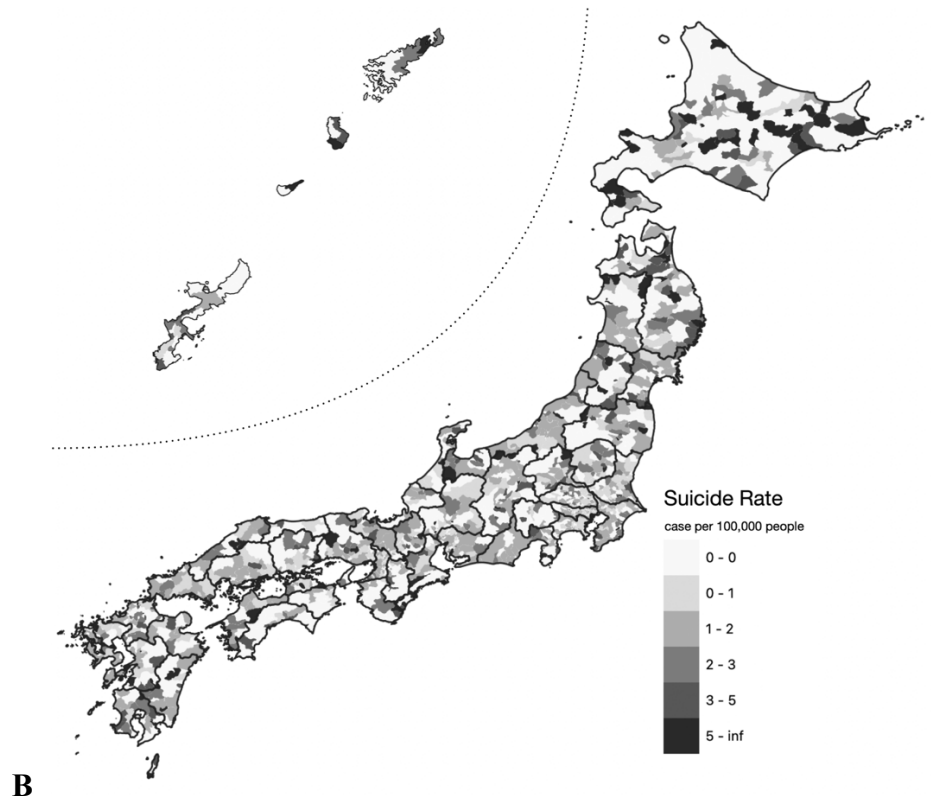 Suicide Rate
case per 100,000 people
0 - 0
0 - 1
1 - 2
2 - 3
3 - 5
5 - inf
B